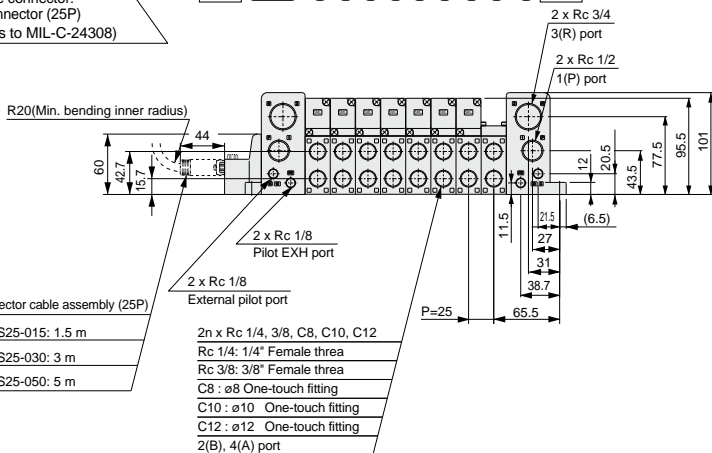 connector.
nnector (25P)
s to MIL-C-24308)
2 x Rc 3/4
3(R) port
2 x Rc 1/2
1(P) port
R20(Min. bending inner radius)
44
60
42.7
15.7
101
95.5
77.5
43.5
20.5
12
11.5
21.5
(6.5)
27
31
38.7
P=25
65.5
2 x Rc 1/8
Pilot EXH port
2 x Rc 1/8
External pilot port
ector cable assembly (25P)
S25-015: 1.5 m
S25-030: 3 m
S25-050: 5 m
2n x Rc 1/4, 3/8, C8, C10, C12
Rc 1/4: 1/4" Female threa
Rc 3/8: 3/8" Female threa
C8 : ø8 One-touch fitting
C10 : ø10 One-touch fitting
C12 : ø12 One-touch fitting
2(B), 4(A) port